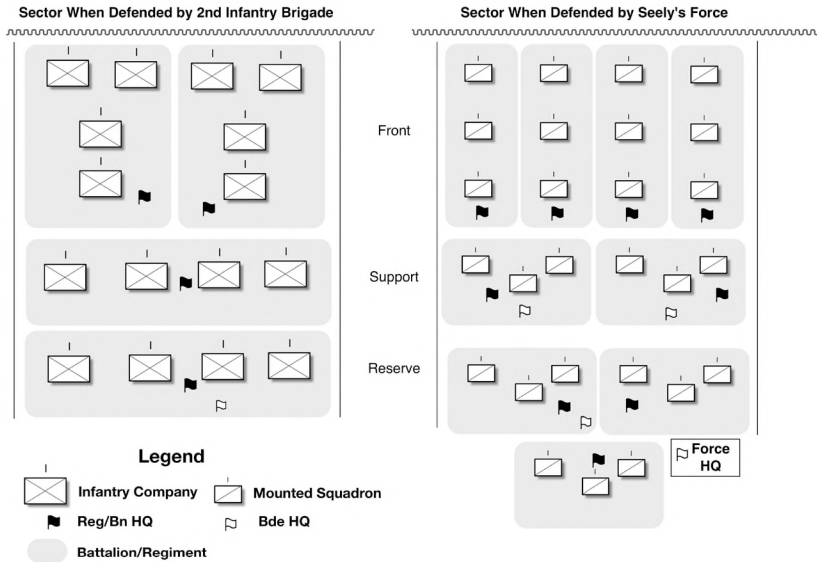 Sector When Defended by 2nd Infantry Brigade
Sector When Defended by Seely's Force
Front
Support
Reserve
Force
HQ
Legend
Infantry Company
Mounted Squadron
Reg/Bn HQ
Bde HQ
Battalion/Regiment